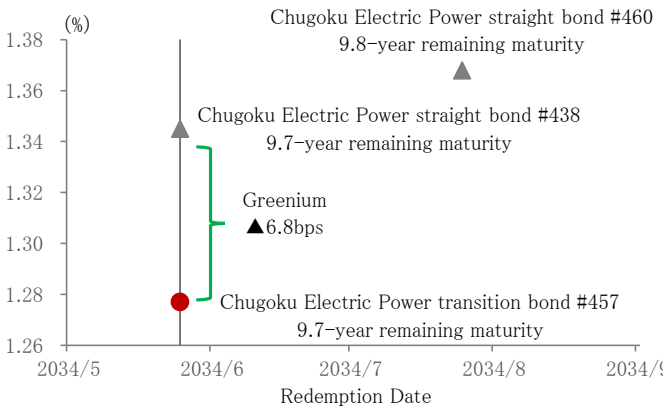 (%)
1.38
1.36
1.34
1.32
1.30
1.28
1.26
Chugoku Electric Power straight bond #460
9.8-year remaining maturity
Chugoku Electric Power straight bond #438
9.7-year remaining maturity
Greenium
▲6.8bps
Chugoku Electric Power transition bond #457
9.7-year remaining maturity
2034/5 2034/6 2034/7 2034/8 2034/9
Redemption Date